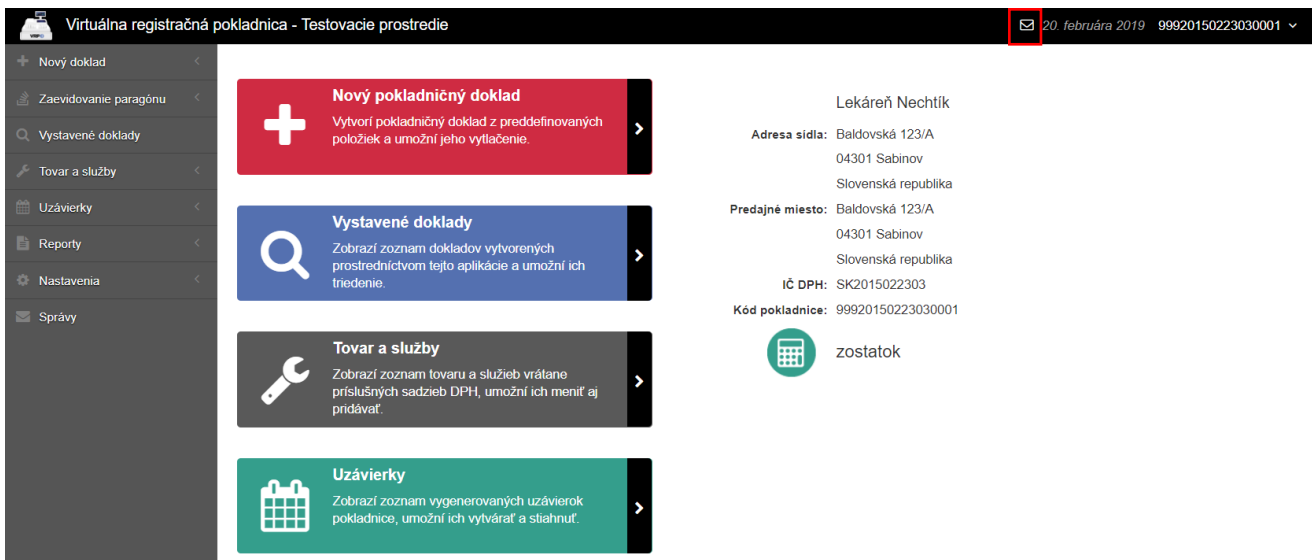 Virtuálna registračná pokladnica - Testovacie prostredie
20. februára 2019 99920150223030001
Nový doklad
Zaevidovanie paragónu
Vystavené doklady
Tovar a služby
Uzávierky
Reporty
Nastavenia
Správy
Nový pokladničný doklad
Vytvorí pokladničný doklad z preddefinovaných
položiek a umožní jeho vytlačenie.
Vystavené doklady
Zobrazí zoznam dokladov vytvorených
prostredníctvom tejto aplikácie a umožní ich
triedenie.
Tovar a služby
Zobrazí zoznam tovaru a služieb vrátane
príslušných sadzieb DPH, umožní ich meniť aj
pridávať.
Uzávierky
Zobrazí zoznam vygenerovaných uzávierok
pokladnice, umožní ich vytvárať a stiahnuť.
Lekáreň Nechtík
Adresa sídla: Baldovská 123/A
04301 Sabinov
Slovenská republika
Predajné miesto: Baldovská 123/A
04301 Sabinov
Slovenská republika
IČ DPH: SK2015022303
Kód pokladnice: 99920150223030001
zostatok